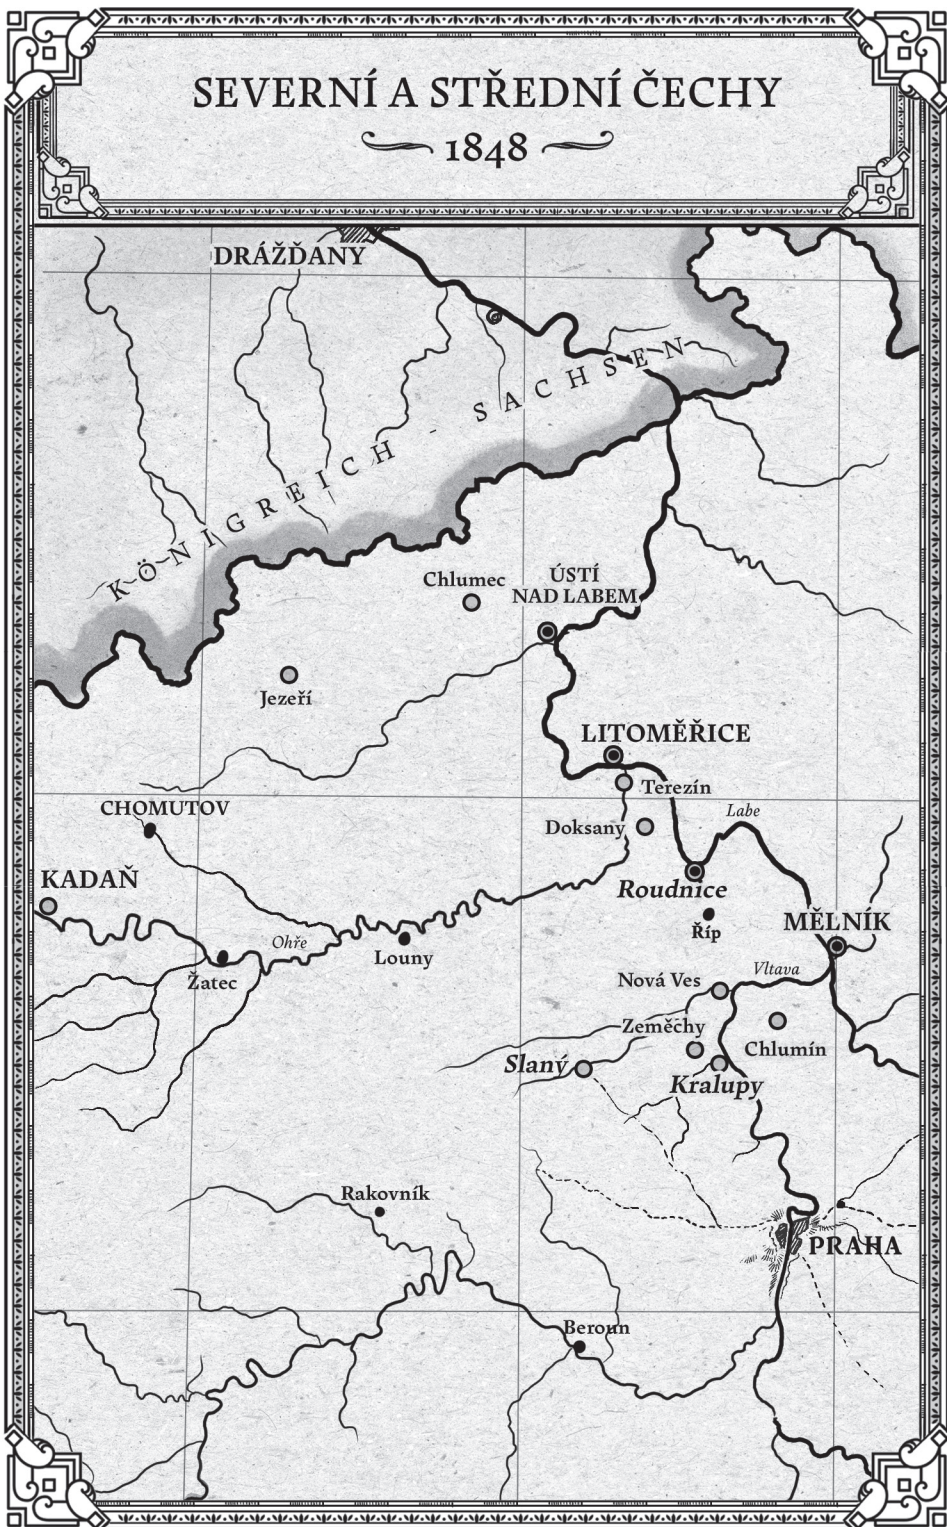 SEVERNÍ A STŘEDNÍ ČECHY
1848
DRÁŽĎANY
KÖNIGREICH - SACHSEN
Chlumec
ÚSTÍ
NAD LABEM
Jezeří
LITOMĚŘICE
Terezín
CHOMUTOV
Labe
Doksany
KADAŇ
Roudnice
Říp
MĚLNÍK
Ohře
Louny
Žatec
Vltava
Nová Ves
Zeměchy
Chlumín
Slaný
Kralupy
Rakovník
PRAHA
Beroun